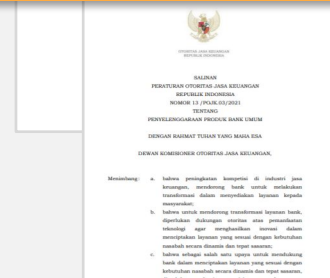 OTORITAS JASA KEUANGAN
REPUBLIK INDONESIA
SALINAN
PERATURAN OTORITAS JASA KEUANGAN
REPUBLIK INDONESIA
NOMOR 13 /POJK.03/2021
TENTANG
PENYELENGGARAAN PRODUK BANK UMUM
DENGAN RAHMAT TUHAN YANG MAHA ESA
DEWAN KOMISIONER OTORITAS JASA KEUANGAN,
Menimbang : a. bahwa peningkatan kompetisi di industri jasa
keuangan, mendorong bank untuk melakukan
transformasi dalam menyediakan layanan kepada
masyarakat;
b. bahwa untuk mendorong transformasi layanan bank,
diperlukan dukungan otoritas atas pemanfaatan
teknologi agar menghasilkan inovasi dalam
menciptakan layanan yang sesuai dengan kebutuhan
nasabah secara dinamis dan tepat sasaran;
c. bahwa sebagai salah satu upaya untuk mendukung
bank dalam menciptakan layanan yang sesuai dengan
kebutuhan nasabah secara dinamis dan tepat sasaran,